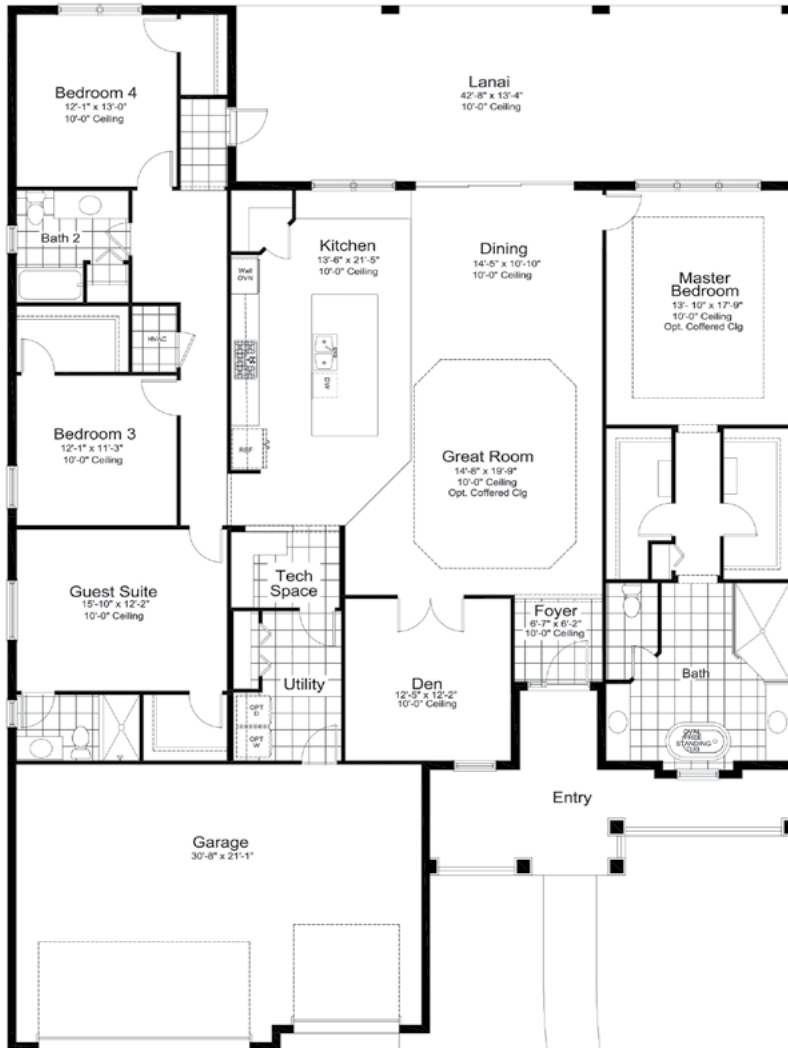 Bedroom 4
12'-1" x 13'-0"
10'-0" Ceiling
Lanai
42'-8" x 13'-4"
10'-0" Ceiling
Bath 2
Kitchen
13'-6" x 21'-5"
10'-0" Ceiling
Dining
14'-5" x 10'-10"
10'-0" Ceiling
Wall
OVN
Master
Bedroom
13'- 10" x 17'-9"
10'-0" Ceiling
Opt. Coffered Clg
HVAC
DW
REF
Bedroom 3
12'-1" x 11'-3"
10'-0" Ceiling
Great Room
14'-8" x 19'-9"
10'-0" Ceiling
Opt. Coffered Clg
Guest Suite
15'-10" x 12'-2"
10'-0" Ceiling
Tech
Space
Foyer
6'-7" x 6'-2"
10'-0" Ceiling
Utility
Den
12'-5" x 12'-2"
10'-0" Ceiling
Bath
OPT
D
OPT
W
OVAL
FREE
STANDING
TUB
Entry
Garage
30'-8" x 21'-1"